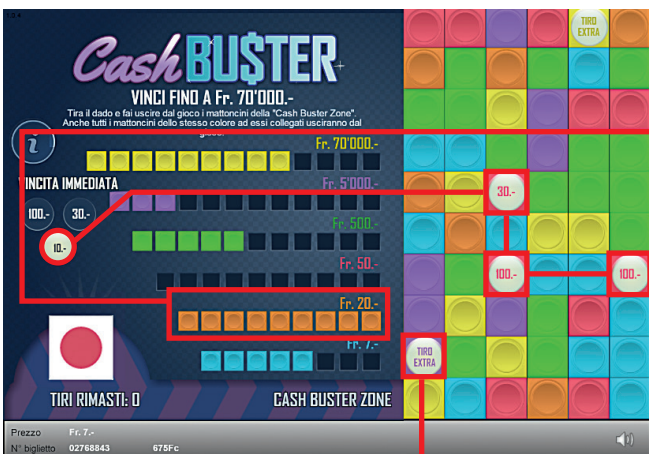 Cash BU$TER
VINCI FINO A Fr. 70'000.-
Tira il dado e fai uscire dal gioco i mattoncini della "Cash Buster Zone".
Anche tutti i mattoncini dello stesso colore ad essi collegati usciranno dal
gioco.
i
Fr. 70'000.-
VINCITA IMMEDIATA
Fr. 5'000.-
100.-
30.-
10.-
Fr. 500.-
Fr. 50.-
Fr. 20.-
Fr. 7.-
TIRI RIMASTI: 0
CASH BUSTER ZONE
TIRO
EXTRA
30.-
100.-
100.-
TIRO
EXTRA
Prezzo Fr. 7.-
N° biglietto 02768843 675Fc